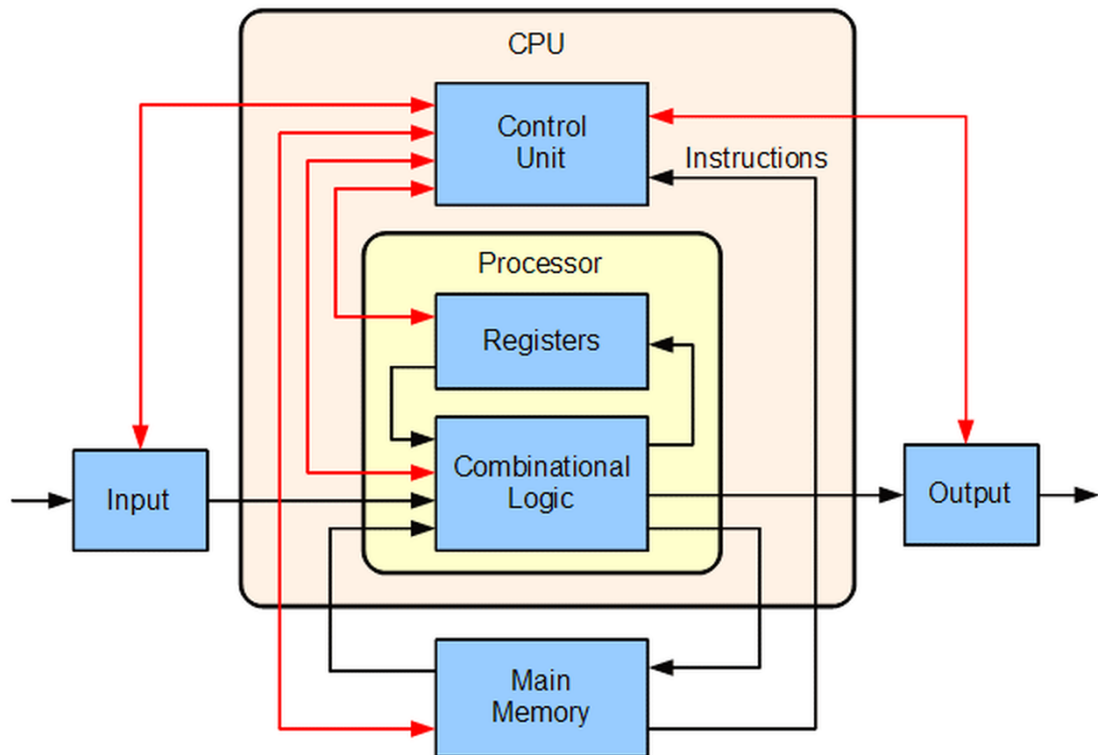 CPU
Control
Unit
Instructions
Processor
Registers
Combinational
Logic
Input
Output
Main
Memory